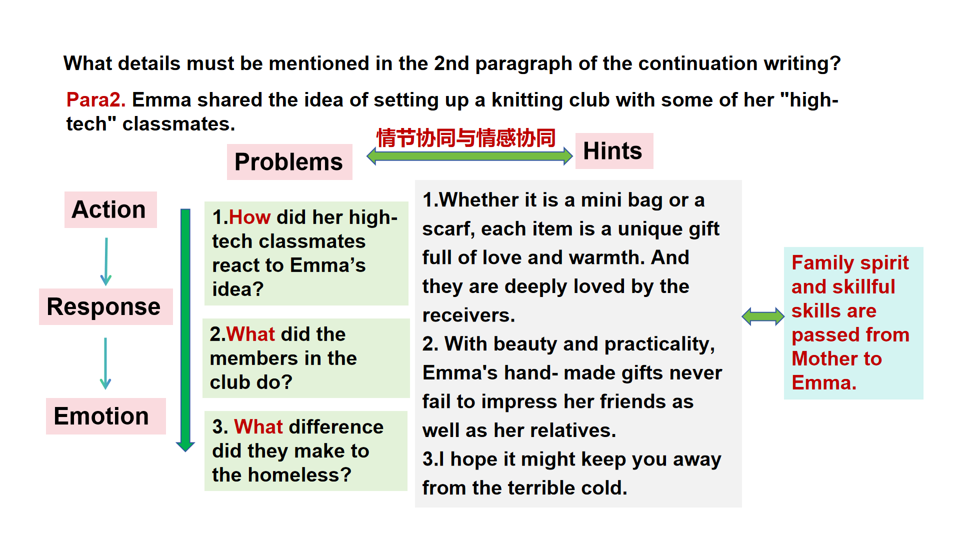 What details must be mentioned in the 2nd paragraph of the continuation writing?
Para2. Emma shared the idea of setting up a knitting club with some of her "high-
tech" classmates.
情节协同与情感协同
Problems
Hints
Action
Response
Emotion
1.How did her high-
tech classmates
react to Emma’s
idea?
2.What did the
members in the
club do?
3. What difference
did they make to
the homeless?
1.Whether it is a mini bag or a
scarf, each item is a unique gift
full of love and warmth. And
they are deeply loved by the
receivers.
2. With beauty and practicality,
Emma's hand- made gifts never
fail to impress her friends as
well as her relatives.
3.I hope it might keep you away
from the terrible cold.
Family spirit
and skillful
skills are
passed from
Mother to
Emma.